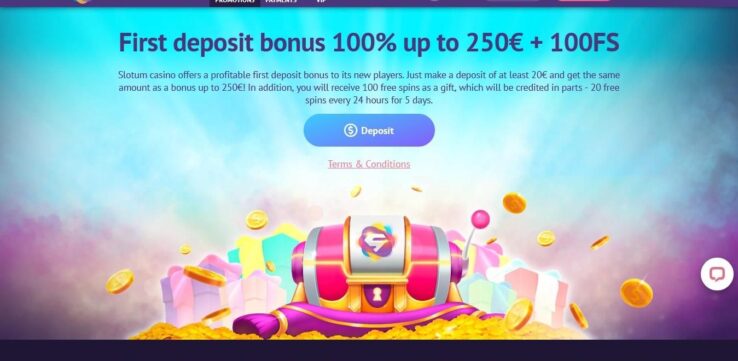 PROMOTIONS PAYMENTS VIP
First deposit bonus 100% up to 250€ + 100FS
Slotum casino offers a profitable first deposit bonus to its new players. Just make a deposit of at least 20€ and get the same
amount as a bonus up to 250€! In addition, you will receive 100 free spins as a gift, which will be credited in parts - 20 free
spins every 24 hours for 5 days.
Deposit
Terms & Conditions